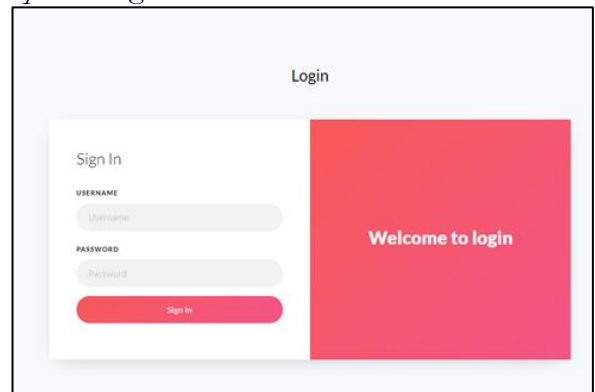 Login
Sign In
USERNAME
Username
PASSWORD
Password
Sign In
Welcome to login